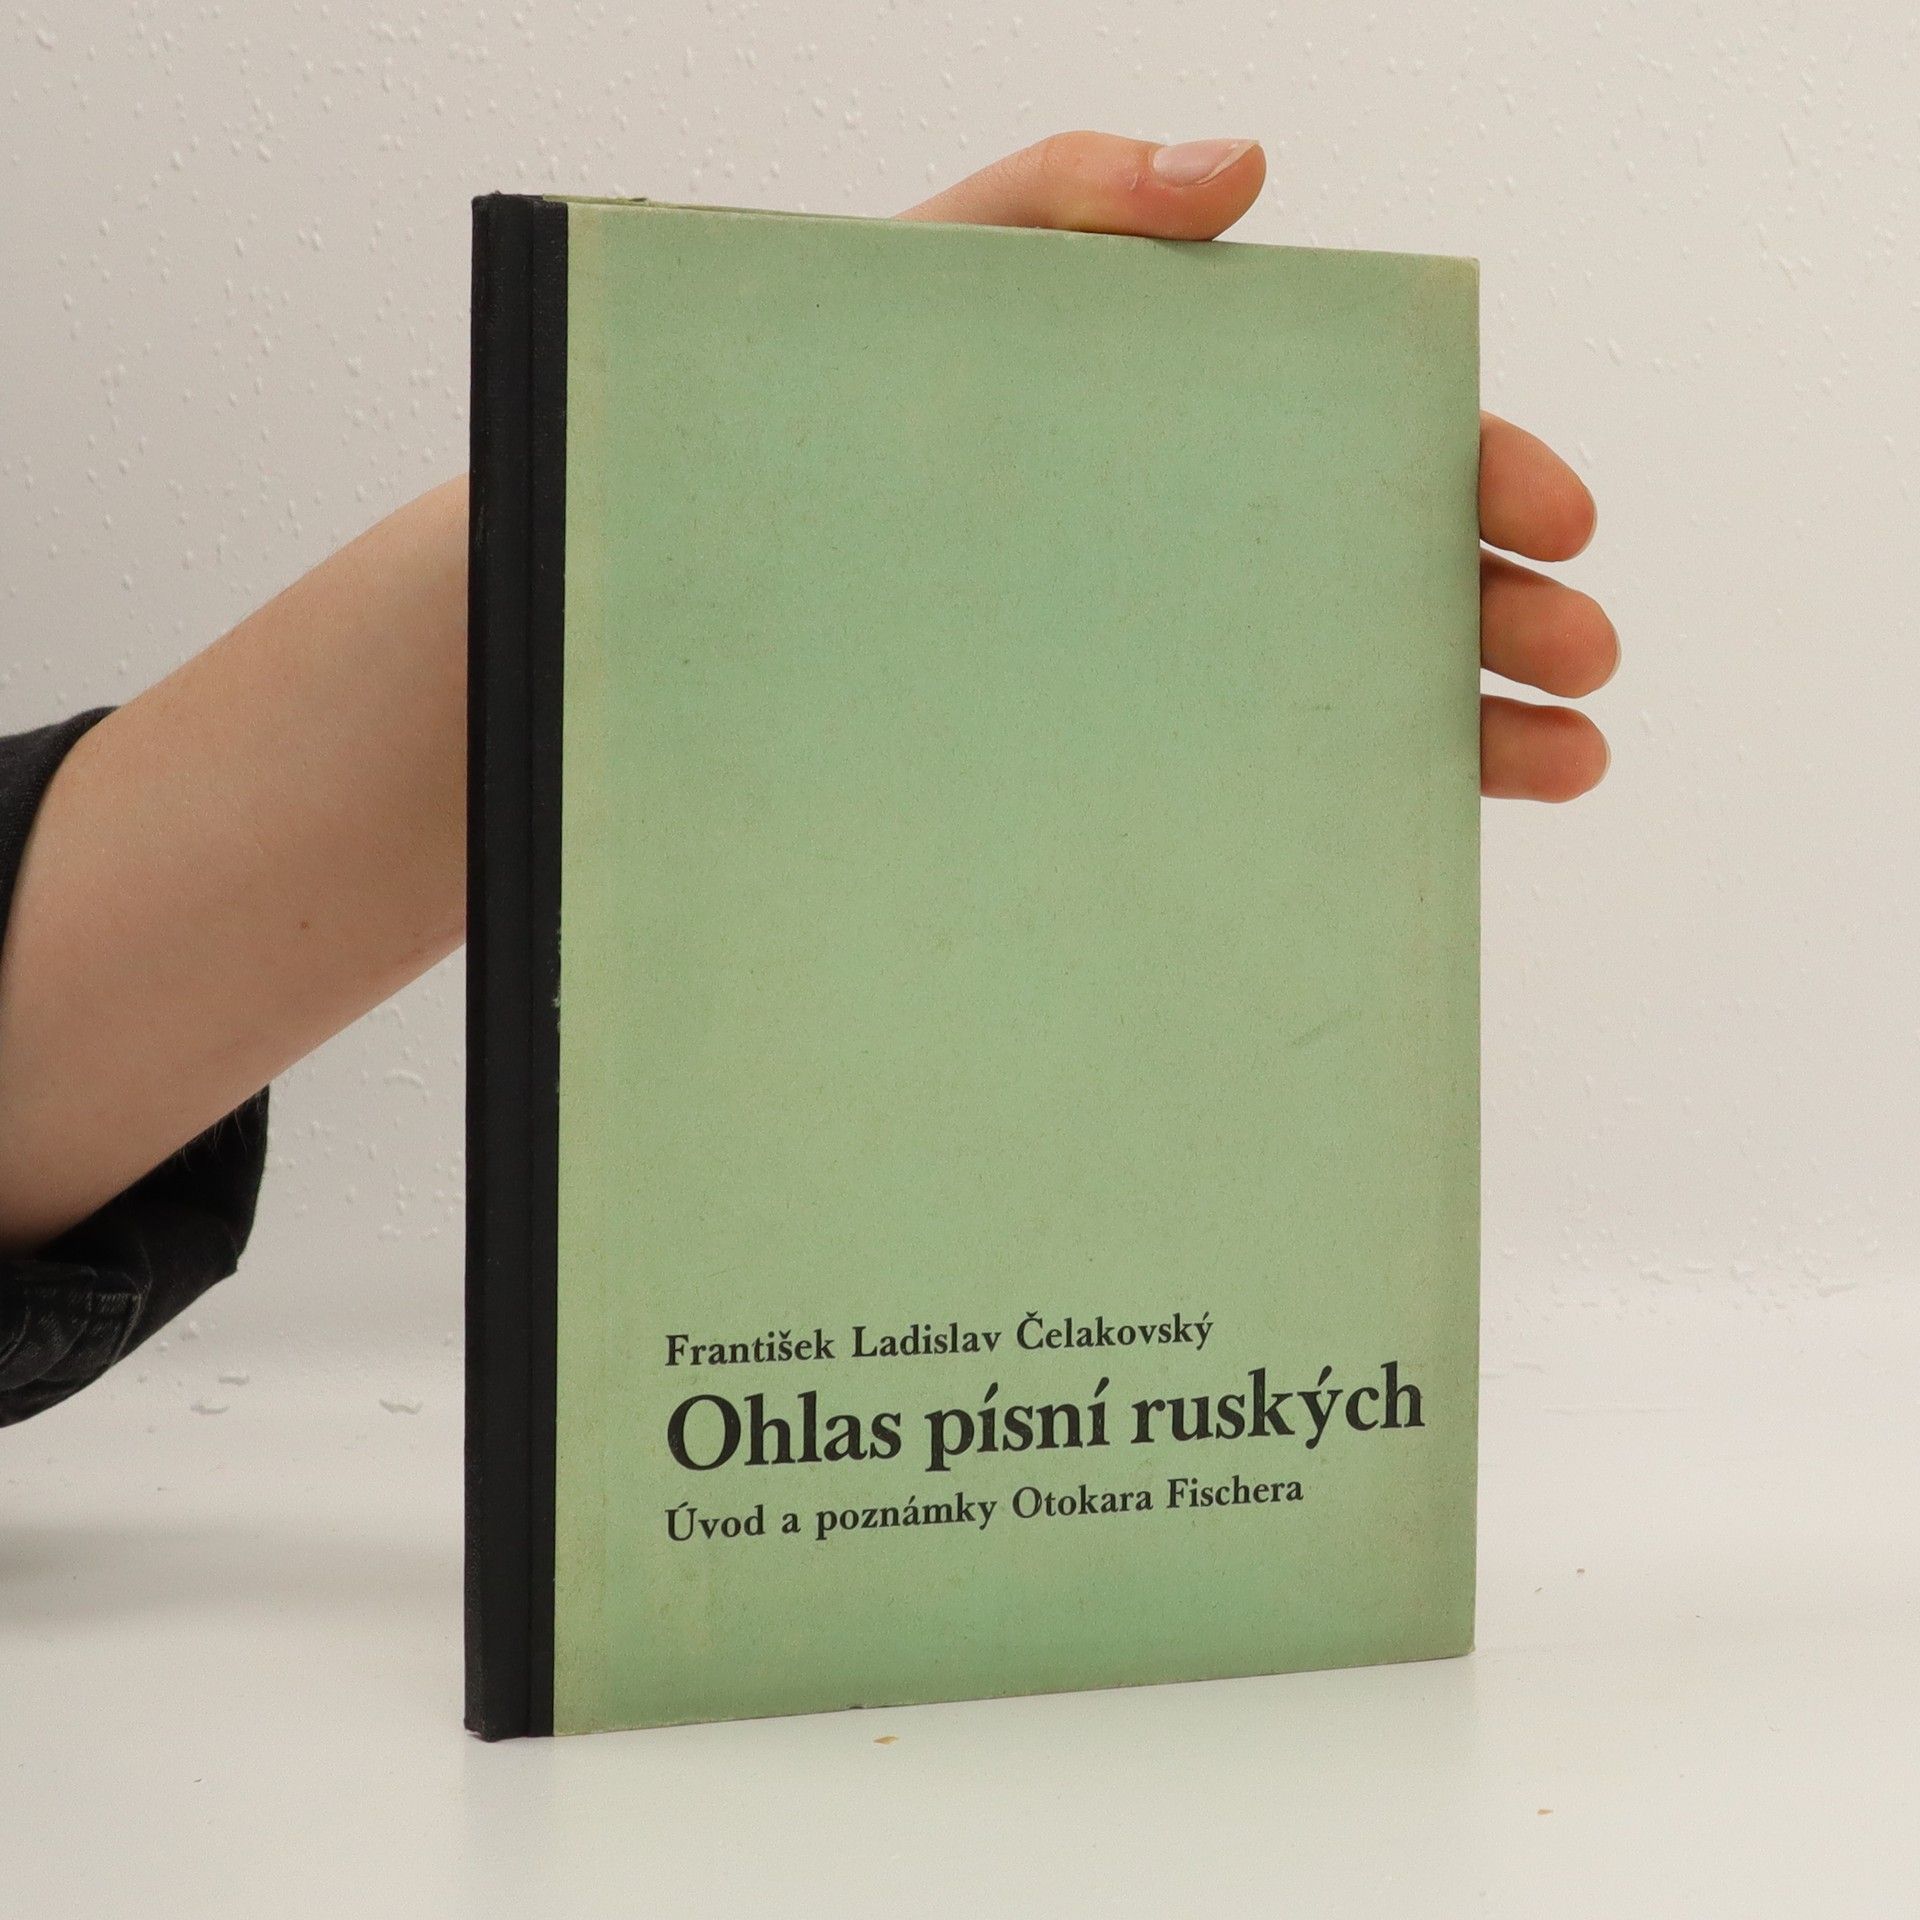 František Ladislav Čelakovský
Ohlas písní ruských
Úvod a poznámky Otokara Fischera